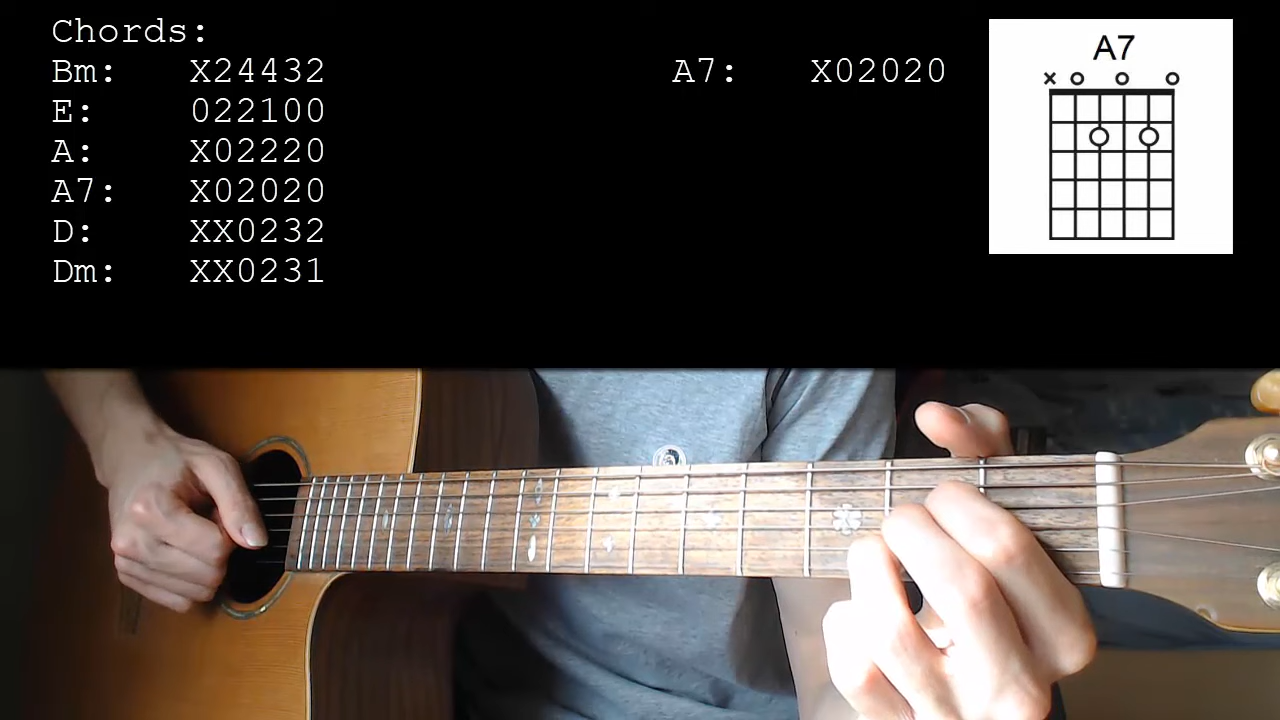 Chords:
Bm: X24432
E: 022100
A: X02220
A7: X02020
D: XX0232
Dm: XX0231
A7: X02020
A7
x o o o